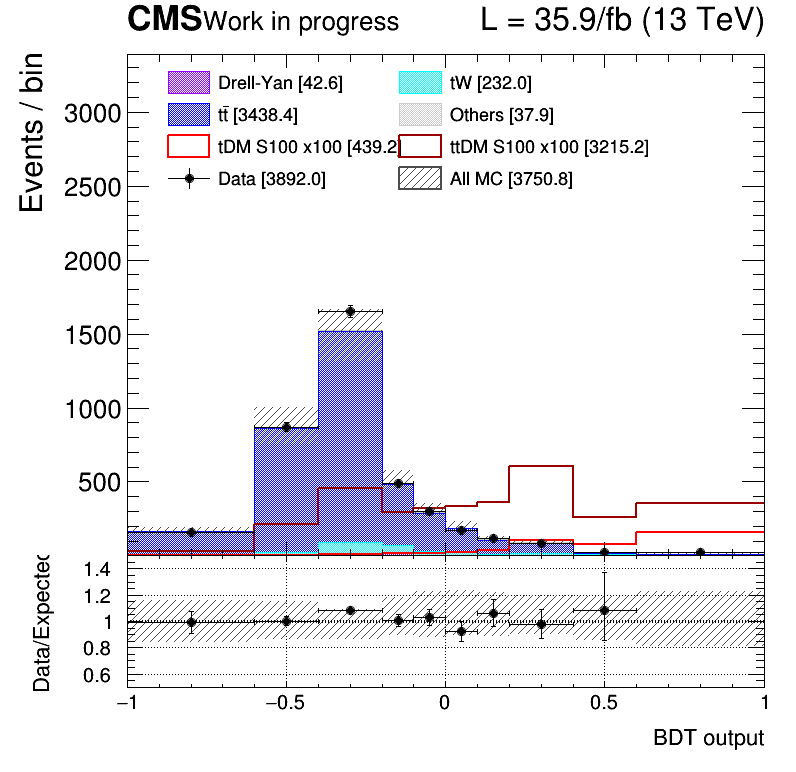 CMS Work in progress L = 35.9/fb (13 TeV)
Events / bin
Drell-Yan [42.6] tW [232.0]
tt̄ [3438.4] Others [37.9]
tDM S100 x100 [439.2] ttDM S100 x100 [3215.2]
Data [3892.0] All MC [3750.8]
3000
2500
2000
1500
1000
500
Data/Expected
1.4
1.2
1
0.8
0.6
−1 −0.5 0 0.5 1
BDT output